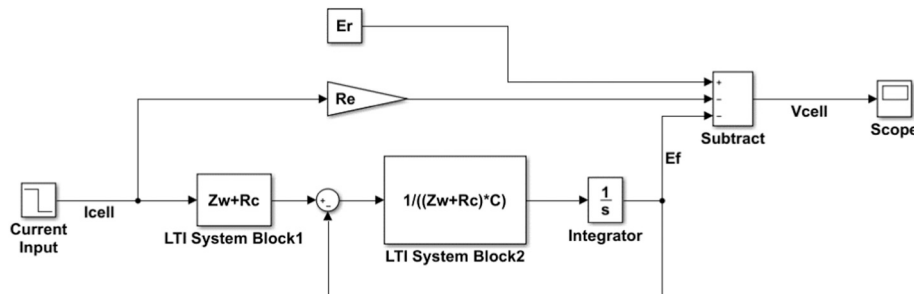 Er
+
Re
−
Vcell
−
Subtract
Scope
Ef
Zw+Rc
+
−
1/((Zw+Rc)*C)
1
s
Icell
Integrator
Current
Input
LTI System Block1
LTI System Block2